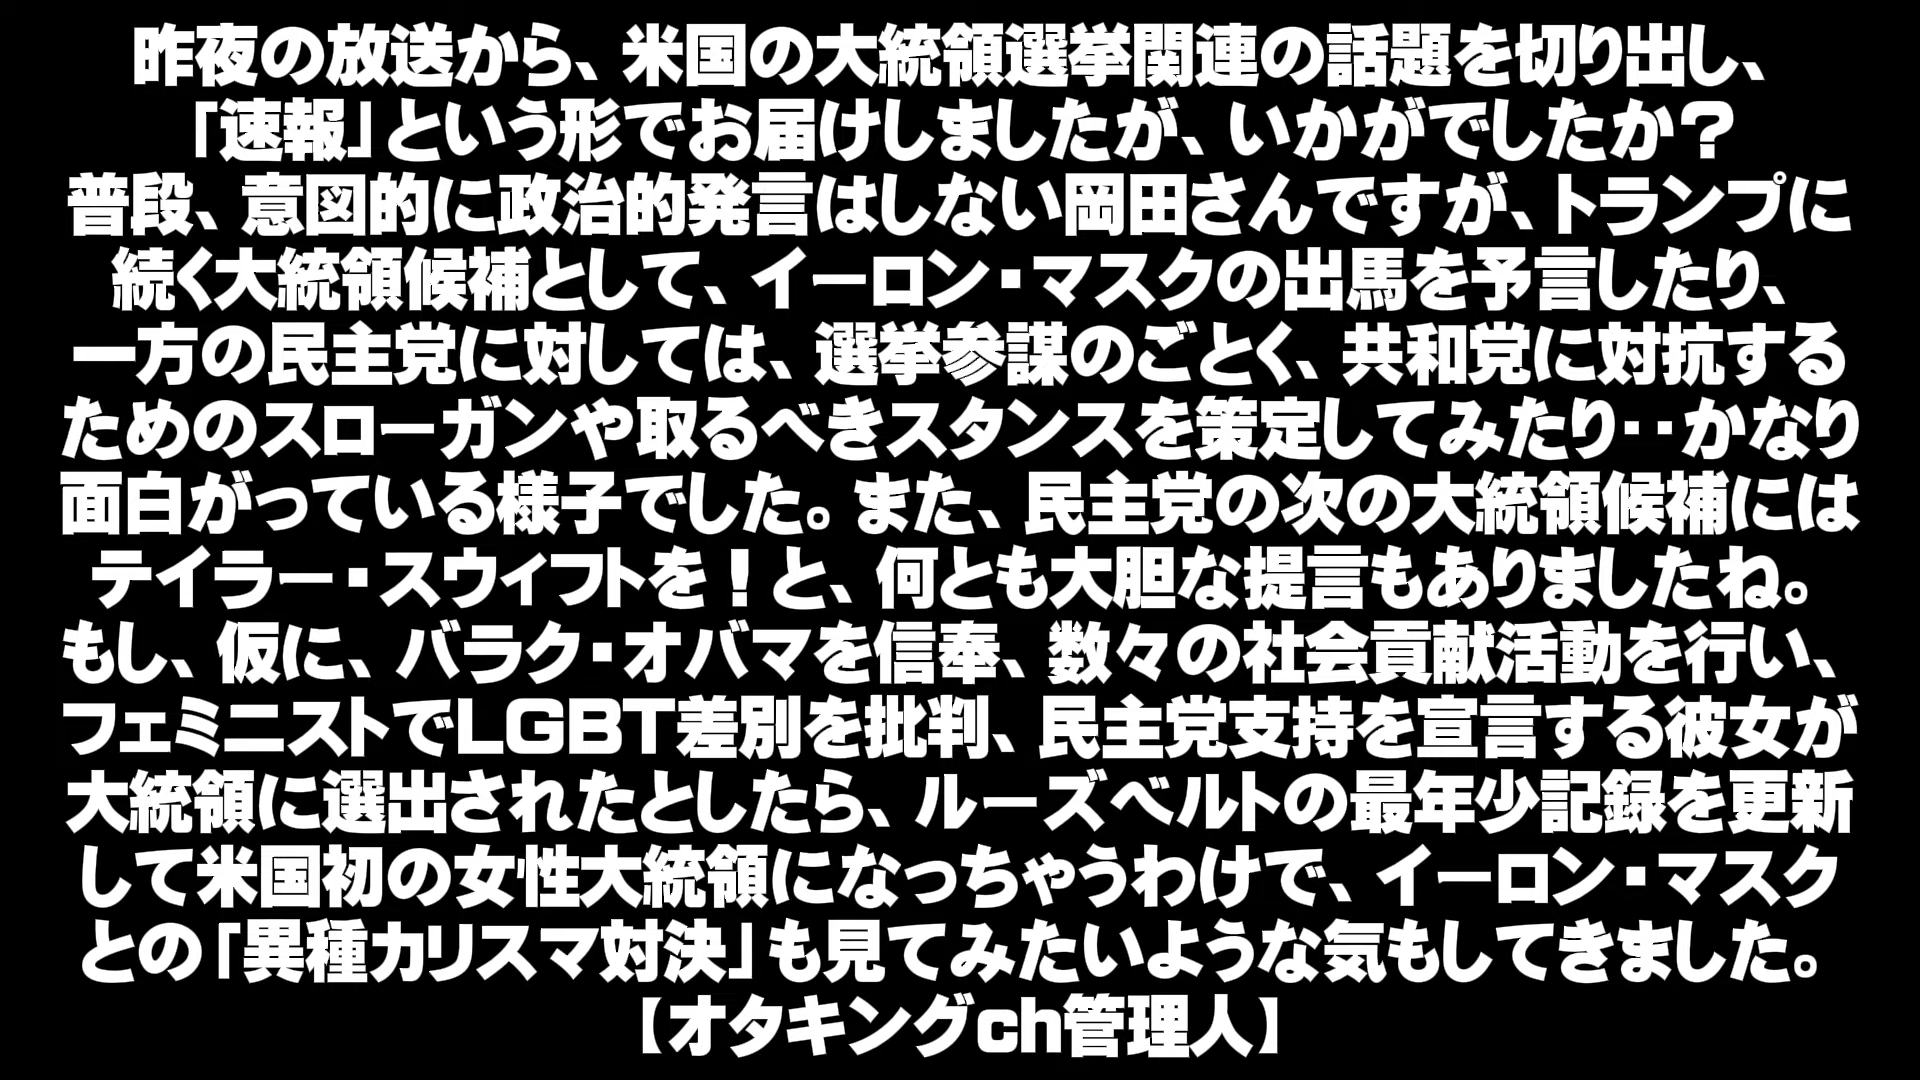 昨夜の放送から、米国の大統領選挙関連の話題を切り出し、
「速報」という形でお届けしましたが、いかがでしたか？
普段、意図的に政治的発言はしない岡田さんですが、トランプに
続く大統領候補として、イーロン・マスクの出馬を予言したり、
一方の民主党に対しては、選挙参謀のごとく、共和党に対抗する
ためのスローガンや取るべきスタンスを策定してみたり‥かなり
面白がっている様子でした。また、民主党の次の大統領候補には
テイラー・スウィフトを！と、何とも大胆な提言もありましたね。
もし、仮に、バラク・オバマを信奉、数々の社会貢献活動を行い、
フェミニストでLGBT差別を批判、民主党支持を宣言する彼女が
大統領に選出されたとしたら、ルーズベルトの最年少記録を更新
して米国初の女性大統領になっちゃうわけで、イーロン・マスク
との「異種カリスマ対決」も見てみたいような気もしてきました。
【オタキングch管理人】